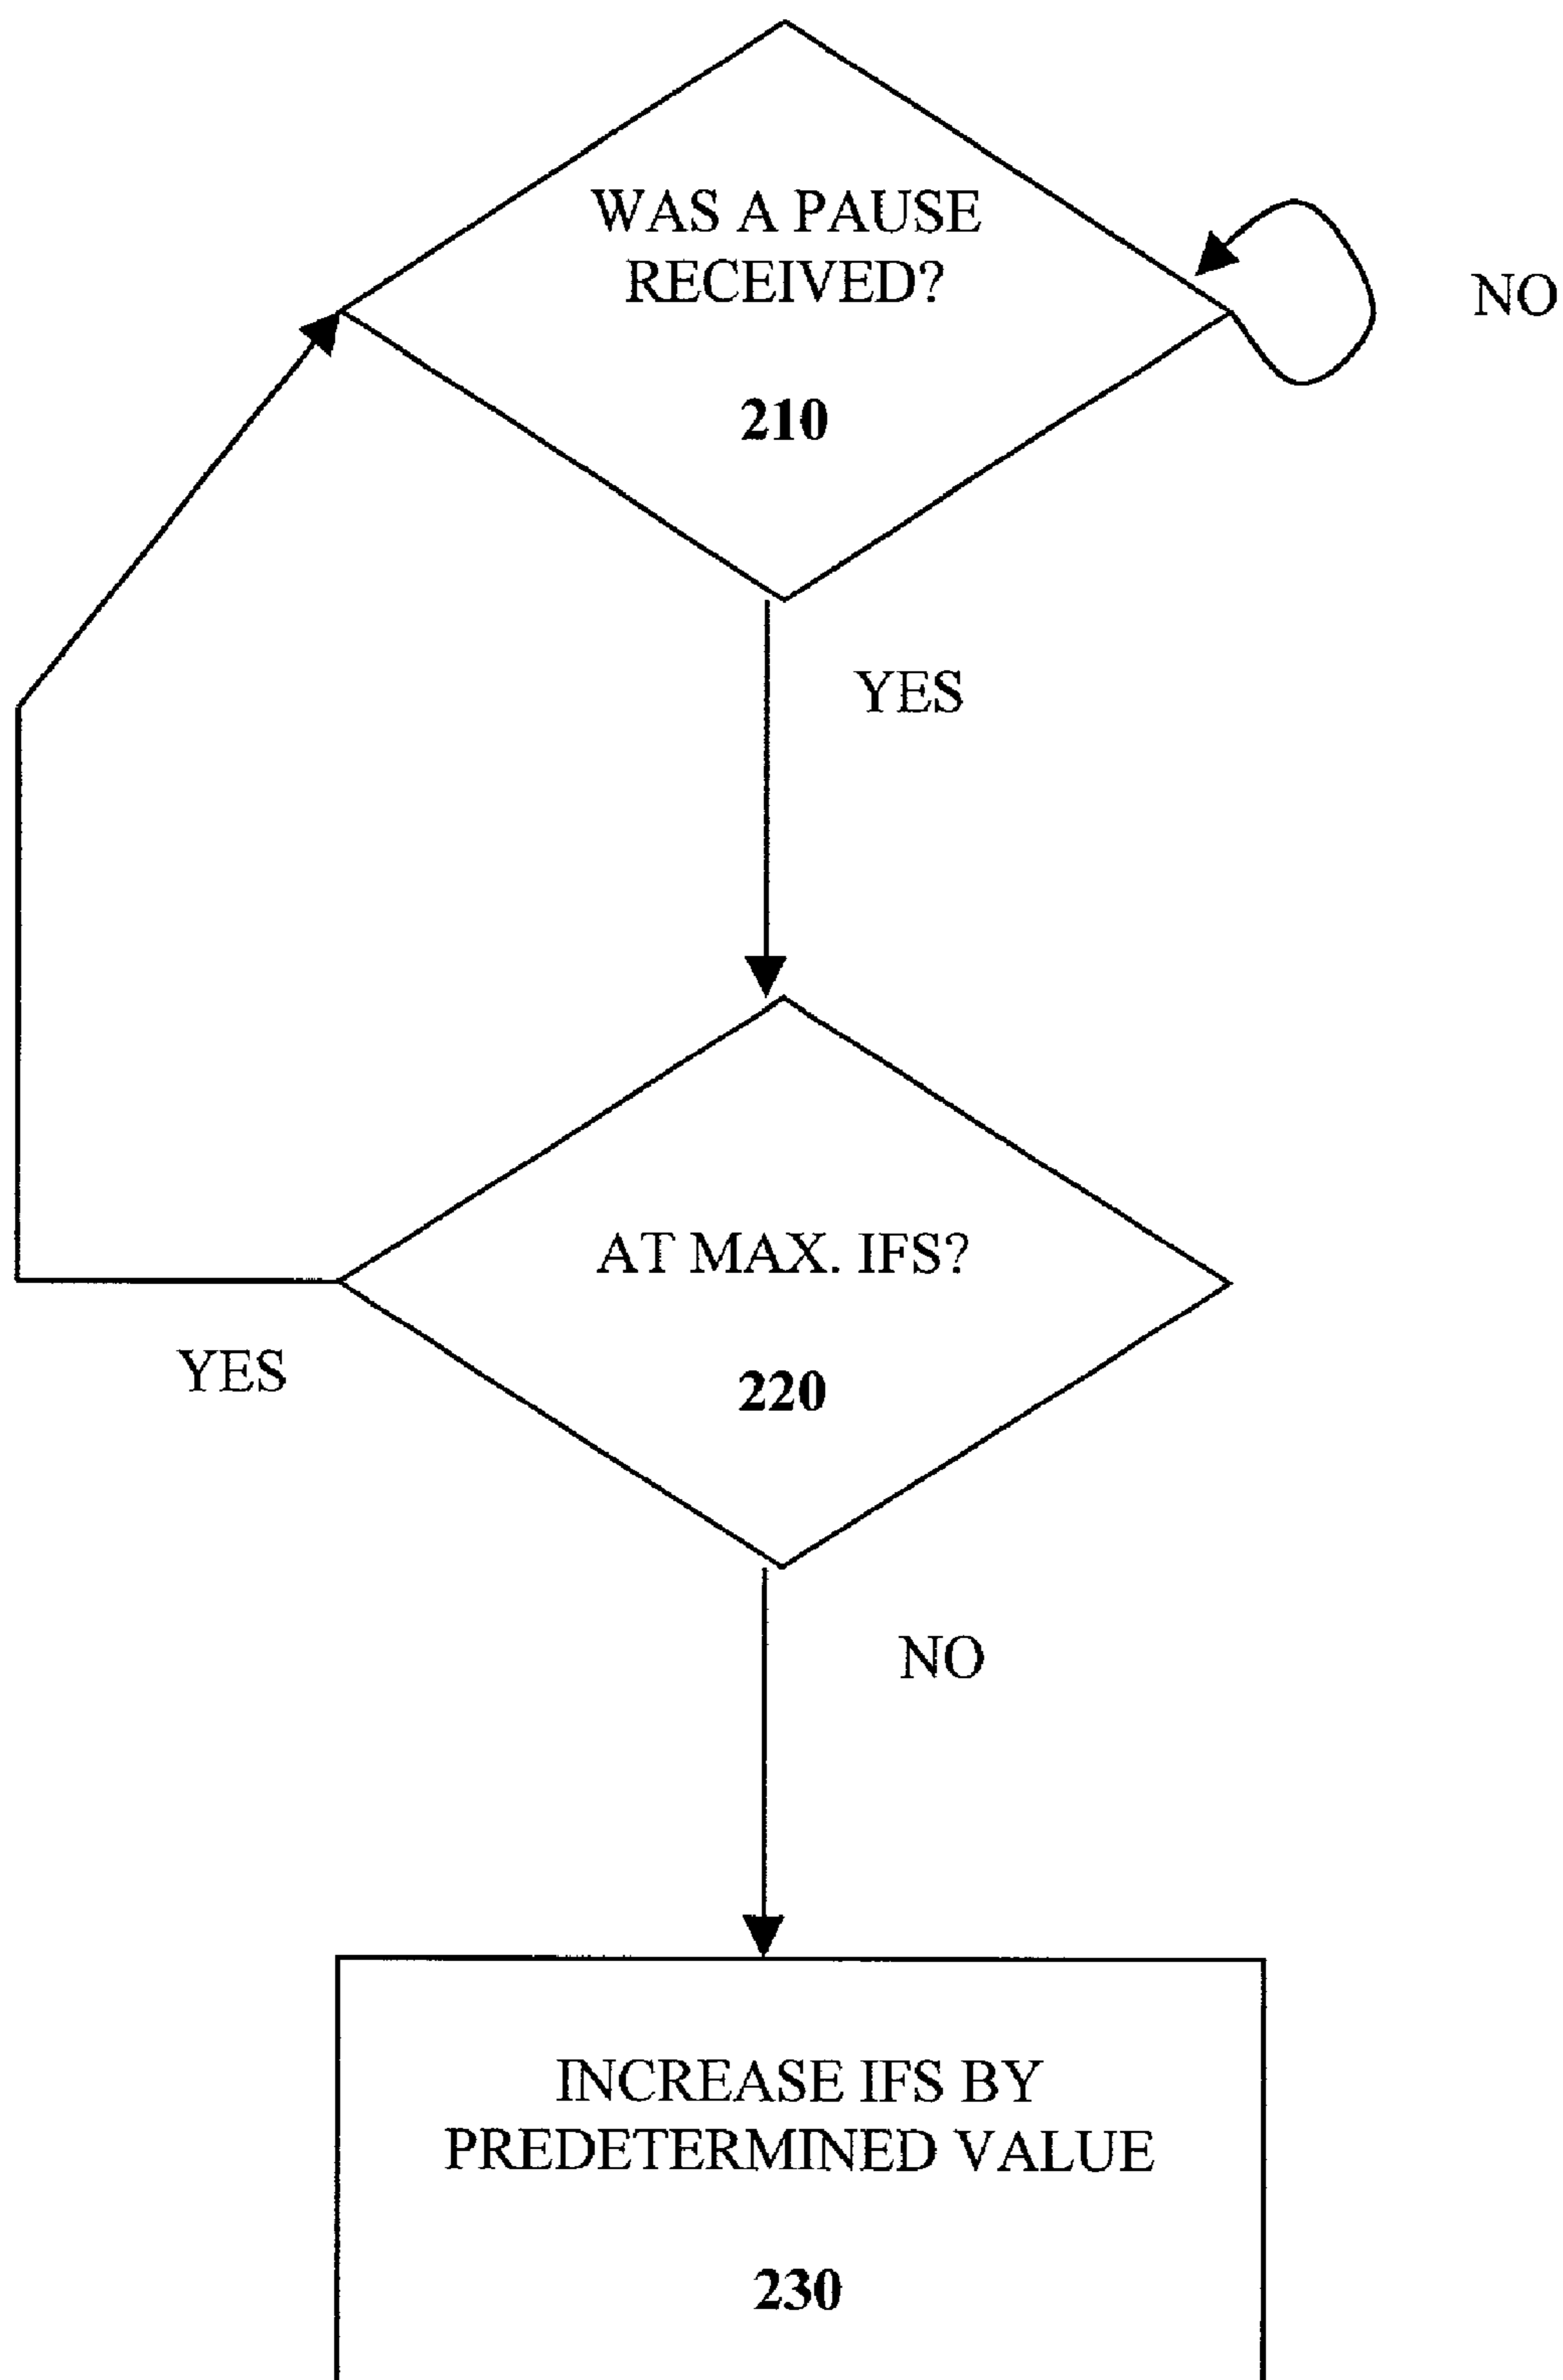 WAS A PAUSE
RECEIVED?
210
NO
YES
AT MAX. IFS?
220
YES
NO
INCREASE IFS BY
PREDETERMINED VALUE
230